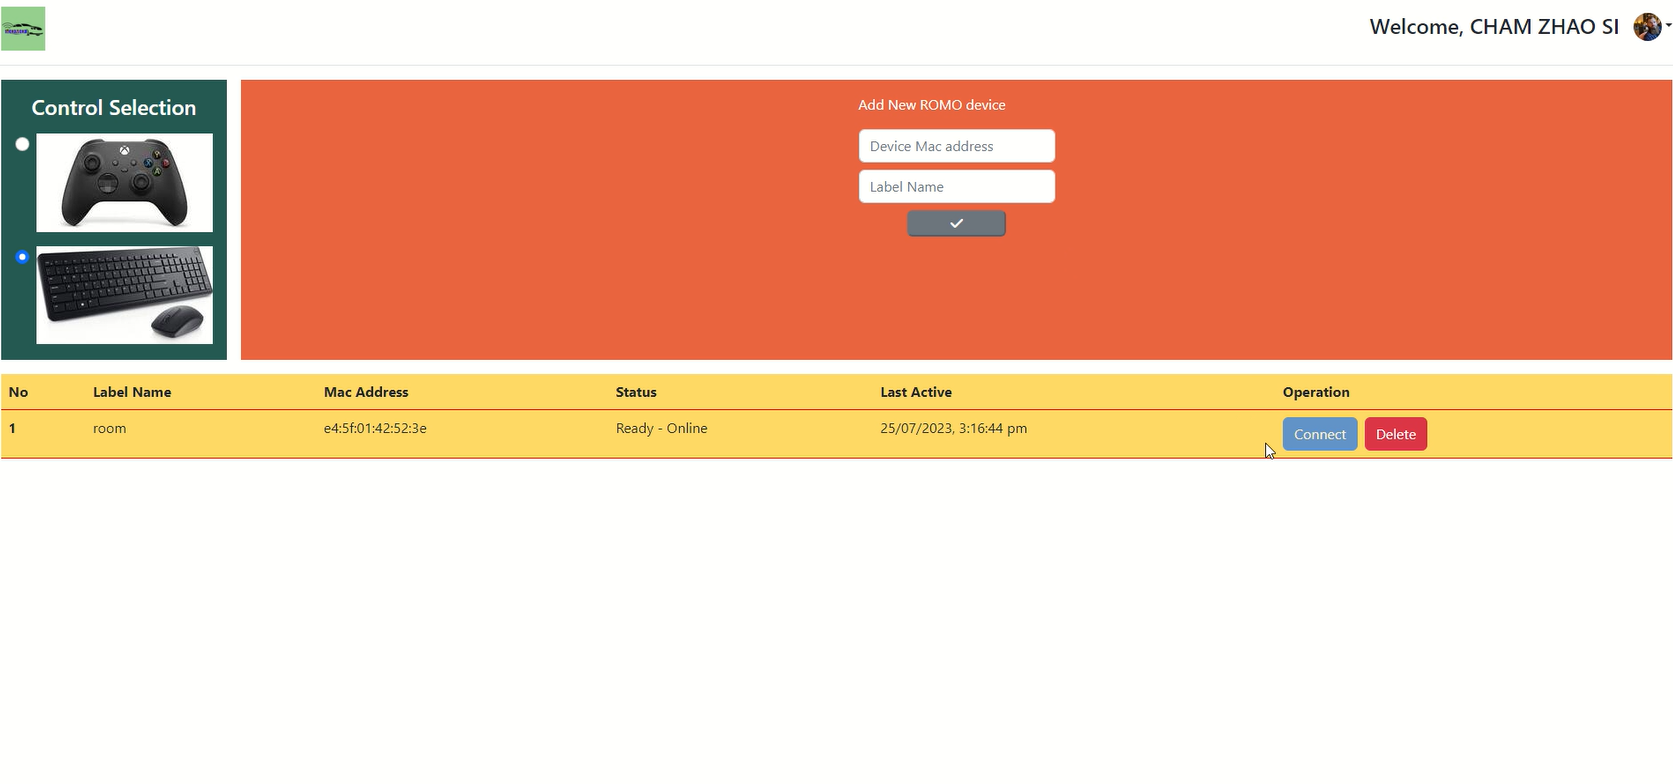 Welcome, CHAM ZHAO SI
Control Selection
Add New ROMO device
Device Mac address
Label Name
No Label Name Mac Address Status Last Active Operation
1 room e4:5f:01:42:52:3e Ready - Online 25/07/2023, 3:16:44 pm Connect Delete